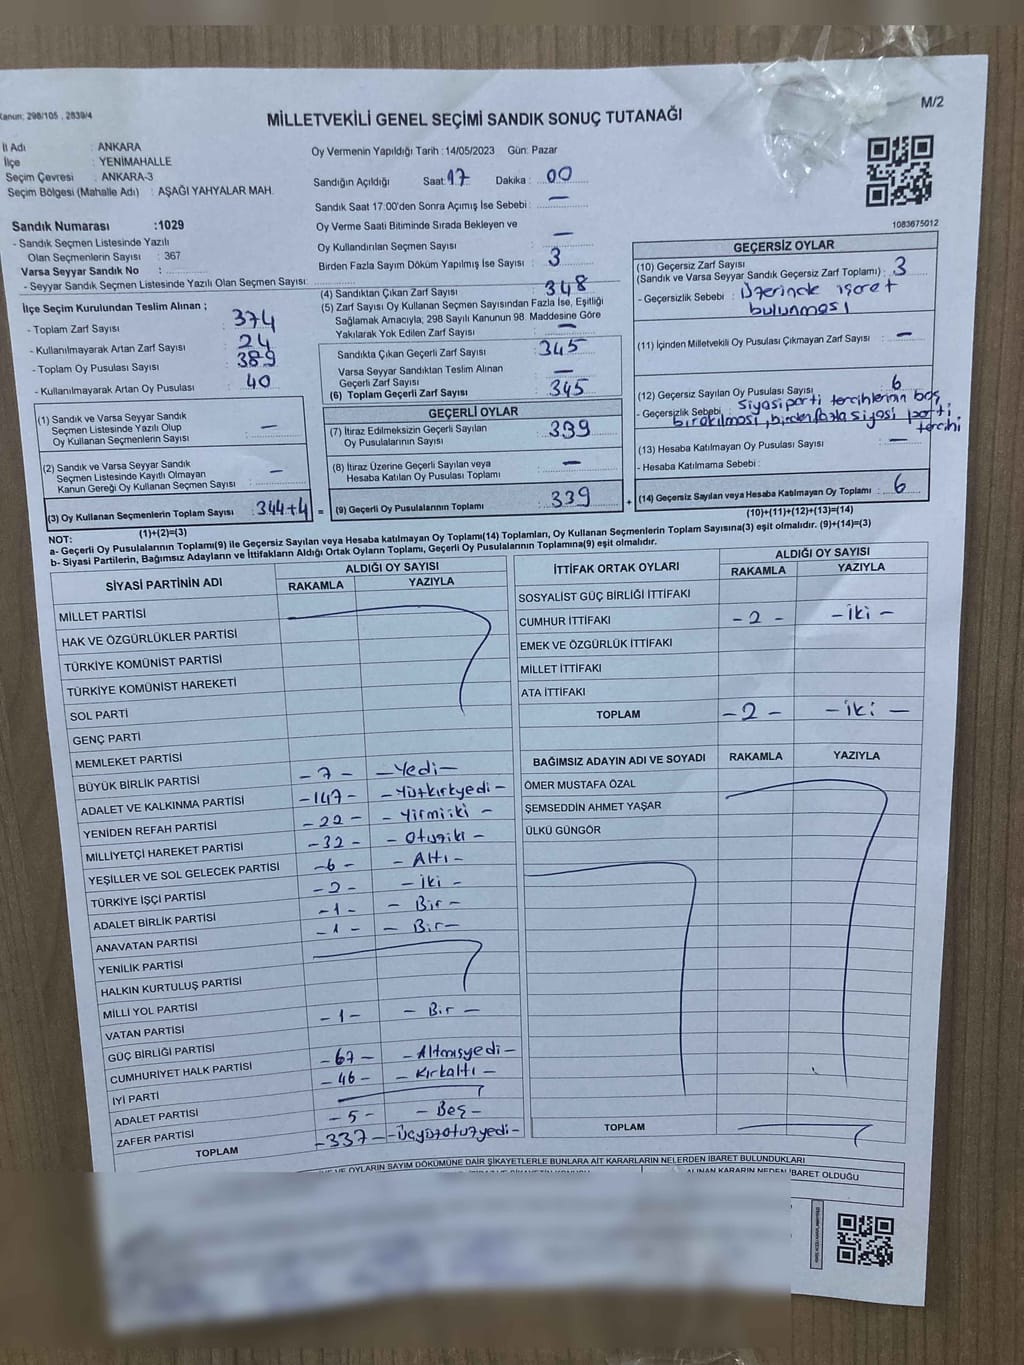 Kanun: 298/105 , 2839/4
M/2
MİLLETVEKİLİ GENEL SEÇİMİ SANDIK SONUÇ TUTANAĞI
İl Adı : ANKARA
İlçe : YENİMAHALLE
Seçim Çevresi : ANKARA-3
Seçim Bölgesi (Mahalle Adı) : AŞAĞI YAHYALAR MAH.
Oy Vermenin Yapıldığı Tarih : 14/05/2023 Gün: Pazar
Sandığın Açıldığı Saat: 17 Dakika : 00
Sandık Saat 17:00'den Sonra Açımış İse Sebebi : —
Oy Verme Saati Bitiminde Sırada Bekleyen ve
Oy Kullandırılan Seçmen Sayısı : —
Birden Fazla Sayım Döküm Yapılmış İse Sayısı : 3
1083675012
Sandık Numarası :1029
- Sandık Seçmen Listesinde Yazılı
Olan Seçmenlerin Sayısı : 367
Varsa Seyyar Sandık No :
- Seyyar Sandık Seçmen Listesinde Yazılı Olan Seçmen Sayısı:
İlçe Seçim Kurulundan Teslim Alınan ;
- Toplam Zarf Sayısı : 374
- Kullanılmayarak Artan Zarf Sayısı : 24
- Toplam Oy Pusulası Sayısı : 389
- Kullanılmayarak Artan Oy Pusulası : 40
(1) Sandık ve Varsa Seyyar Sandık
Seçmen Listesinde Yazılı Olup
Oy Kullanan Seçmenlerin Sayısı : —
(2) Sandık ve Varsa Seyyar Sandık
Seçmen Listesinde Kayıtlı Olmayan
Kanun Gereği Oy Kullanan Seçmen Sayısı : —
(3) Oy Kullanan Seçmenlerin Toplam Sayısı : 344+4 =
(1)+(2)=(3)
(4) Sandıktan Çıkan Zarf Sayısı : 348
(5) Zarf Sayısı Oy Kullanan Seçmen Sayısından Fazla İse, Eşitliği
Sağlamak Amacıyla, 298 Sayılı Kanunun 98. Maddesine Göre
Yakılarak Yok Edilen Zarf Sayısı : —
Sandıkta Çıkan Geçerli Zarf Sayısı : 345
Varsa Seyyar Sandıktan Teslim Alınan
Geçerli Zarf Sayısı : —
(6) Toplam Geçerli Zarf Sayısı : 345
GEÇERLİ OYLAR
(7) İtiraz Edilmeksizin Geçerli Sayılan
Oy Pusulalarının Sayısı : 339
(8) İtiraz Üzerine Geçerli Sayılan veya
Hesaba Katılan Oy Pusulası Toplamı : —
(9) Geçerli Oy Pusulalarının Toplamı : 339 +
GEÇERSİZ OYLAR
(10) Geçersiz Zarf Sayısı
(Sandık ve Varsa Seyyar Sandık Geçersiz Zarf Toplamı) : 3
- Geçersizlik Sebebi : Üzerinde işaret
bulunması
(11) İçinden Milletvekili Oy Pusulası Çıkmayan Zarf Sayısı : —
(12) Geçersiz Sayılan Oy Pusulası Sayısı : 6
- Geçersizlik Sebebi : Siyasi parti tercihlerinin boş
bırakılması, birden fazla siyasi parti
tercihi
(13) Hesaba Katılmayan Oy Pusulası Sayısı : —
- Hesaba Katılmama Sebebi :
(14) Geçersiz Sayılan veya Hesaba Katılmayan Oy Toplamı : 6
(10)+(11)+(12)+(13)=(14)
NOT:
a- Geçerli Oy Pusulalarının Toplamı(9) ile Geçersiz Sayılan veya Hesaba katılmayan Oy Toplamı(14) Toplamları, Oy Kullanan Seçmenlerin Toplam Sayısına(3) eşit olmalıdır. (9)+(14)=(3)
b- Siyasi Partilerin, Bağımsız Adayların ve İttifakların Aldığı Ortak Oyların Toplamı, Geçerli Oy Pusulalarının Toplamına(9) eşit olmalıdır.
SİYASİ PARTİNİN ADI
ALDIĞI OY SAYISI
RAKAMLA YAZIYLA
MİLLET PARTİSİ
HAK VE ÖZGÜRLÜKLER PARTİSİ
TÜRKİYE KOMÜNİST PARTİSİ
TÜRKİYE KOMÜNİST HAREKETİ
SOL PARTİ
GENÇ PARTİ
MEMLEKET PARTİSİ
BÜYÜK BİRLİK PARTİSİ -7- -Yedi-
ADALET VE KALKINMA PARTİSİ -147- -Yüzkırkyedi-
YENİDEN REFAH PARTİSİ -22- -Yirmiiki-
MİLLİYETÇİ HAREKET PARTİSİ -32- -Otuziki-
YEŞİLLER VE SOL GELECEK PARTİSİ -6- -Altı-
TÜRKİYE İŞÇİ PARTİSİ -2- -İki-
ADALET BİRLİK PARTİSİ -1- -Bir-
ANAVATAN PARTİSİ -1- -Bir-
YENİLİK PARTİSİ
HALKIN KURTULUŞ PARTİSİ
MİLLİ YOL PARTİSİ
VATAN PARTİSİ -1- -Bir-
GÜÇ BİRLİĞİ PARTİSİ
CUMHURİYET HALK PARTİSİ -67- -Altmışyedi-
İYİ PARTİ -46- -Kırkaltı-
ADALET PARTİSİ
ZAFER PARTİSİ -5- -Beş-
TOPLAM -337- -Üçyüzotuzyedi-
İTTİFAK ORTAK OYLARI
ALDIĞI OY SAYISI
RAKAMLA YAZIYLA
SOSYALİST GÜÇ BİRLİĞİ İTTİFAKI
CUMHUR İTTİFAKI -2- -İki-
EMEK VE ÖZGÜRLÜK İTTİFAKI
MİLLET İTTİFAKI
ATA İTTİFAKI
TOPLAM -2- -İki-
BAĞIMSIZ ADAYIN ADI VE SOYADI RAKAMLA YAZIYLA
ÖMER MUSTAFA ÖZAL
ŞEMSEDDİN AHMET YAŞAR
ÜLKÜ GÜNGÖR
TOPLAM
VE OYLARIN SAYIM DÖKÜMÜNE DAİR ŞİKAYETLERLE BUNLARA AİT KARARLARIN NELERDEN İBARET BULUNDUKLARI
ALINAN KARARIN NEDEN İBARET OLDUĞU